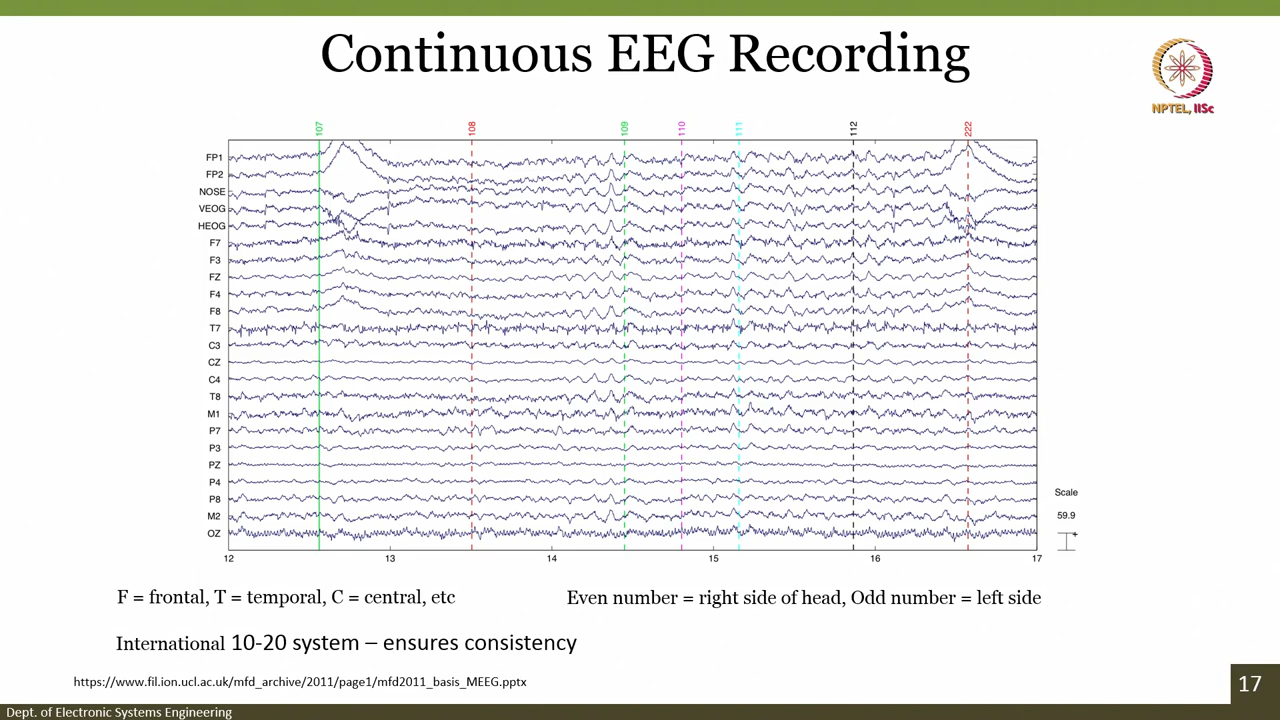 Continuous EEG Recording
NPTEL, IISc
107 108 109 110 111 112 222
FP1
FP2
NOSE
VEOG
HEOG
F7
F3
FZ
F4
F8
T7
C3
CZ
C4
T8
M1
P7
P3
PZ
P4
P8
M2
OZ
Scale
59.9
+
12 13 14 15 16 17
F = frontal, T = temporal, C = central, etc
Even number = right side of head, Odd number = left side
International 10-20 system – ensures consistency
https://www.fil.ion.ucl.ac.uk/mfd_archive/2011/page1/mfd2011_basis_MEEG.pptx
17
Dept. of Electronic Systems Engineering